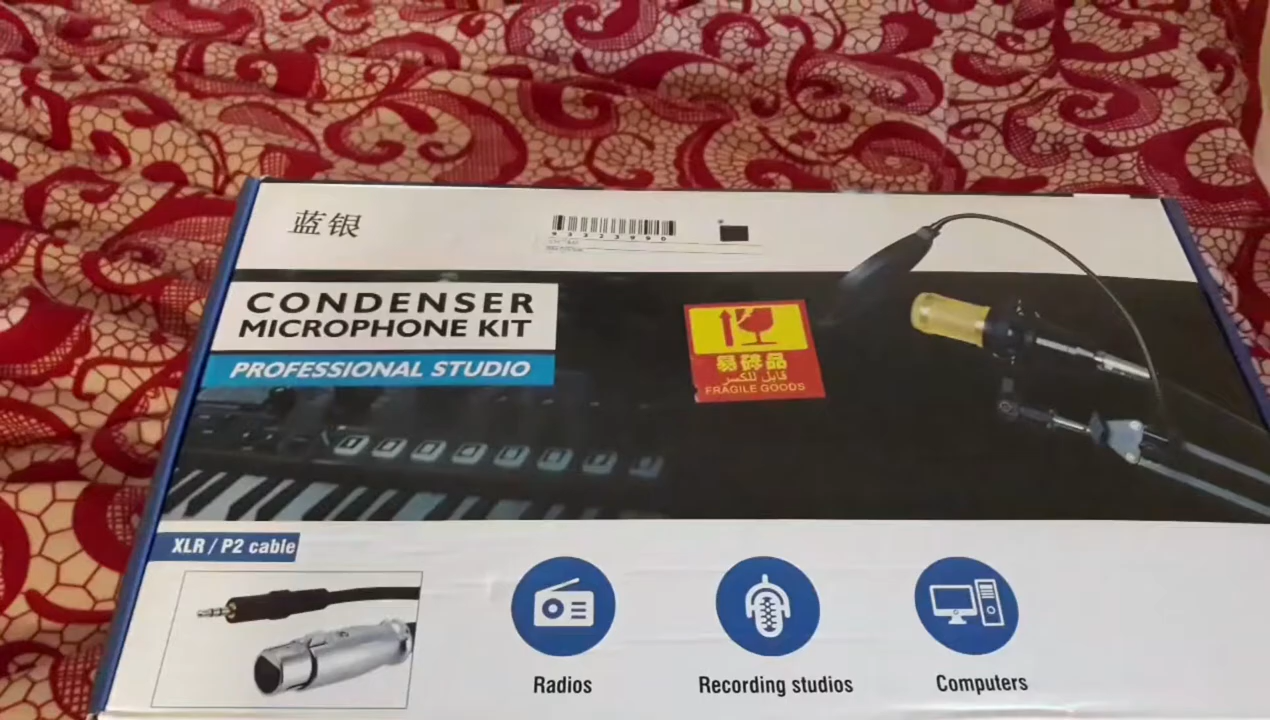 蓝银
93323990
CONDENSER
MICROPHONE KIT
PROFESSIONAL STUDIO
易碎品
قابل للكسر
FRAGILE GOODS
XLR / P2 cable
Radios
Recording studios
Computers